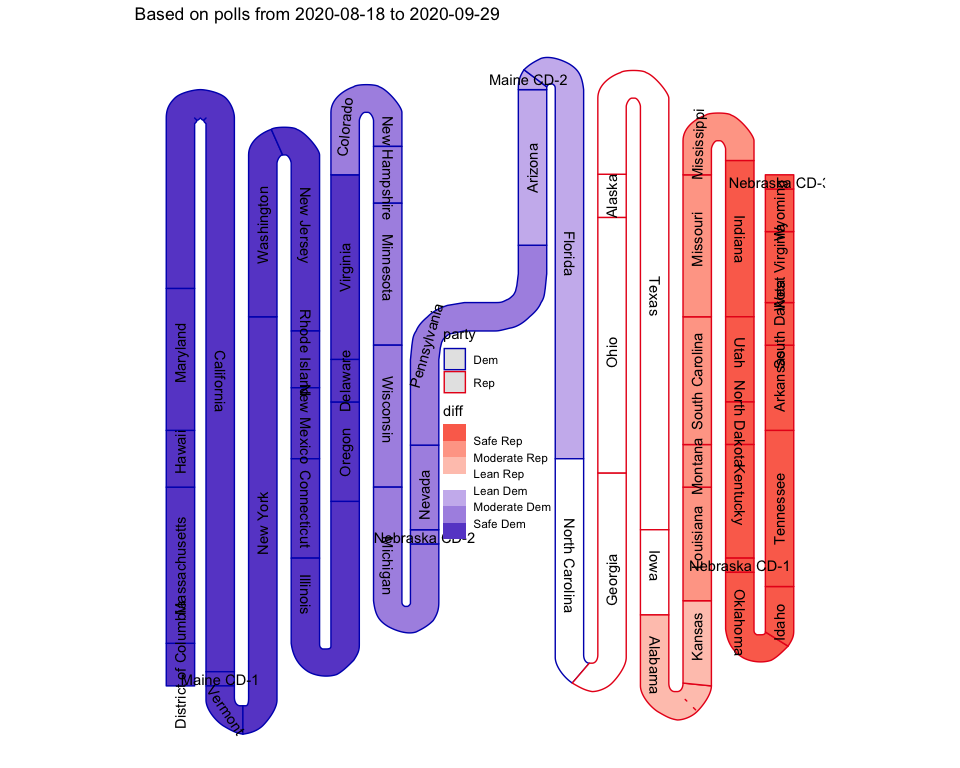 Based on polls from 2020-08-18 to 2020-09-29
District of Columbia
Massachusetts
Hawaii
Maryland
California
Maine CD-1
Vermont
New York
Washington
New Jersey
Rhode Island
New Mexico
Connecticut
Illinois
Oregon
Delaware
Virginia
Colorado
New Hampshire
Minnesota
Wisconsin
Michigan
Nebraska CD-2
Nevada
Pennsylvania
Arizona
Maine CD-2
Florida
North Carolina
Georgia
Ohio
Alaska
Texas
Iowa
Alabama
Kansas
Louisiana
Montana
South Carolina
Missouri
Mississippi
Indiana
Utah
North Dakota
Kentucky
Nebraska CD-1
Oklahoma
Idaho
Tennessee
Arkansas
South Dakota
West Virginia
Wyoming
Nebraska CD-3
party
Dem
Rep
diff
Safe Rep
Moderate Rep
Lean Rep
Lean Dem
Moderate Dem
Safe Dem